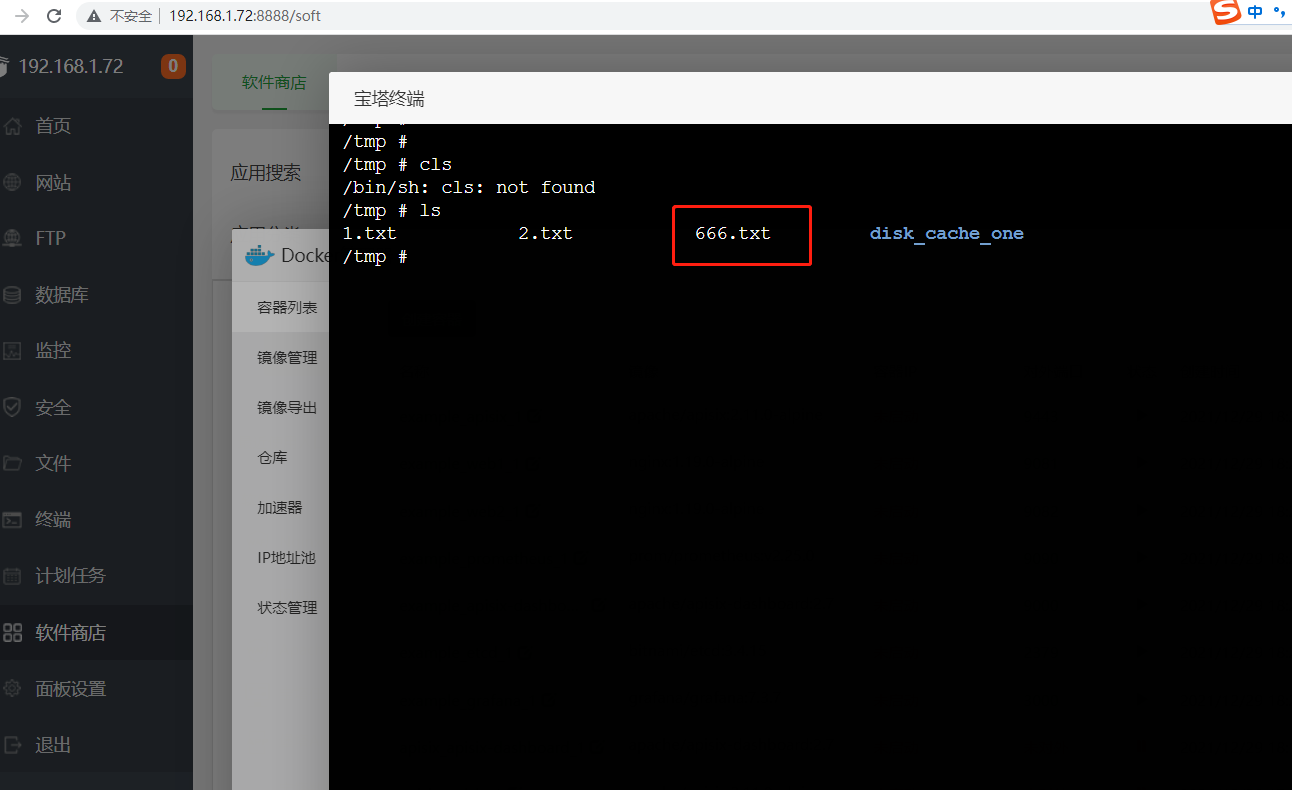 不安全 192.168.1.72:8888/soft 中
192.168.1.72 0
首页
网站
FTP
数据库
监控
安全
文件
终端
计划任务
软件商店
面板设置
退出
软件商店
应用搜索
Docke
容器列表
镜像管理
镜像导出
仓库
加速器
IP地址池
状态管理
宝塔终端
/tmp #
/tmp # cls
/bin/sh: cls: not found
/tmp # ls
1.txt 2.txt 666.txt disk_cache_one
/tmp #